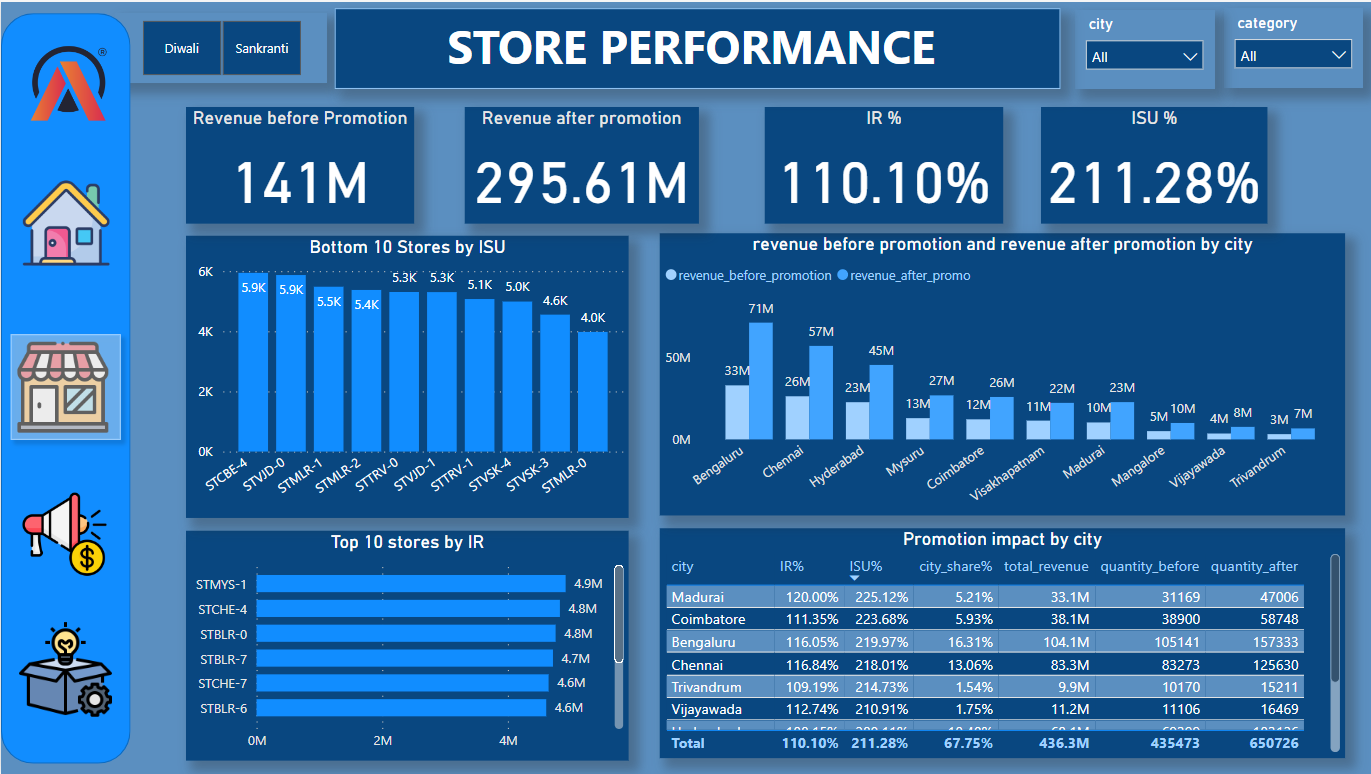 Diwali
Sankranti
STORE PERFORMANCE
city
All
category
All
®
Revenue before Promotion
141M
Revenue after promotion
295.61M
IR %
110.10%
ISU %
211.28%
Bottom 10 Stores by ISU
6K
4K
2K
0K
5.9K 5.9K 5.5K 5.4K 5.3K 5.3K 5.1K 5.0K 4.6K 4.0K
STCBE-4 STVJD-0 STMLR-1 STMLR-2 STTRV-0 STVJD-1 STTRV-1 STVSK-4 STVSK-3 STMLR-0
revenue before promotion and revenue after promotion by city
revenue_before_promotion revenue_after_promo
50M
0M
33M 71M 26M 57M 23M 45M 13M 27M 12M 26M 11M 22M 10M 23M 5M 10M 4M 8M 3M 7M
Bengaluru Chennai Hyderabad Mysuru Coimbatore Visakhapatnam Madurai Mangalore Vijayawada Trivandrum
Top 10 stores by IR
STMYS-1 4.9M
STCHE-4 4.8M
STBLR-0 4.8M
STBLR-7 4.7M
STCHE-7 4.6M
STBLR-6 4.6M
0M 2M 4M
Promotion impact by city
city IR% ISU% city_share% total_revenue quantity_before quantity_after
Madurai 120.00% 225.12% 5.21% 33.1M 31169 47006
Coimbatore 111.35% 223.68% 5.93% 38.1M 38900 58748
Bengaluru 116.05% 219.97% 16.31% 104.1M 105141 157333
Chennai 116.84% 218.01% 13.06% 83.3M 83273 125630
Trivandrum 109.19% 214.73% 1.54% 9.9M 10170 15211
Vijayawada 112.74% 210.91% 1.75% 11.2M 11106 16469
Total 110.10% 211.28% 67.75% 436.3M 435473 650726